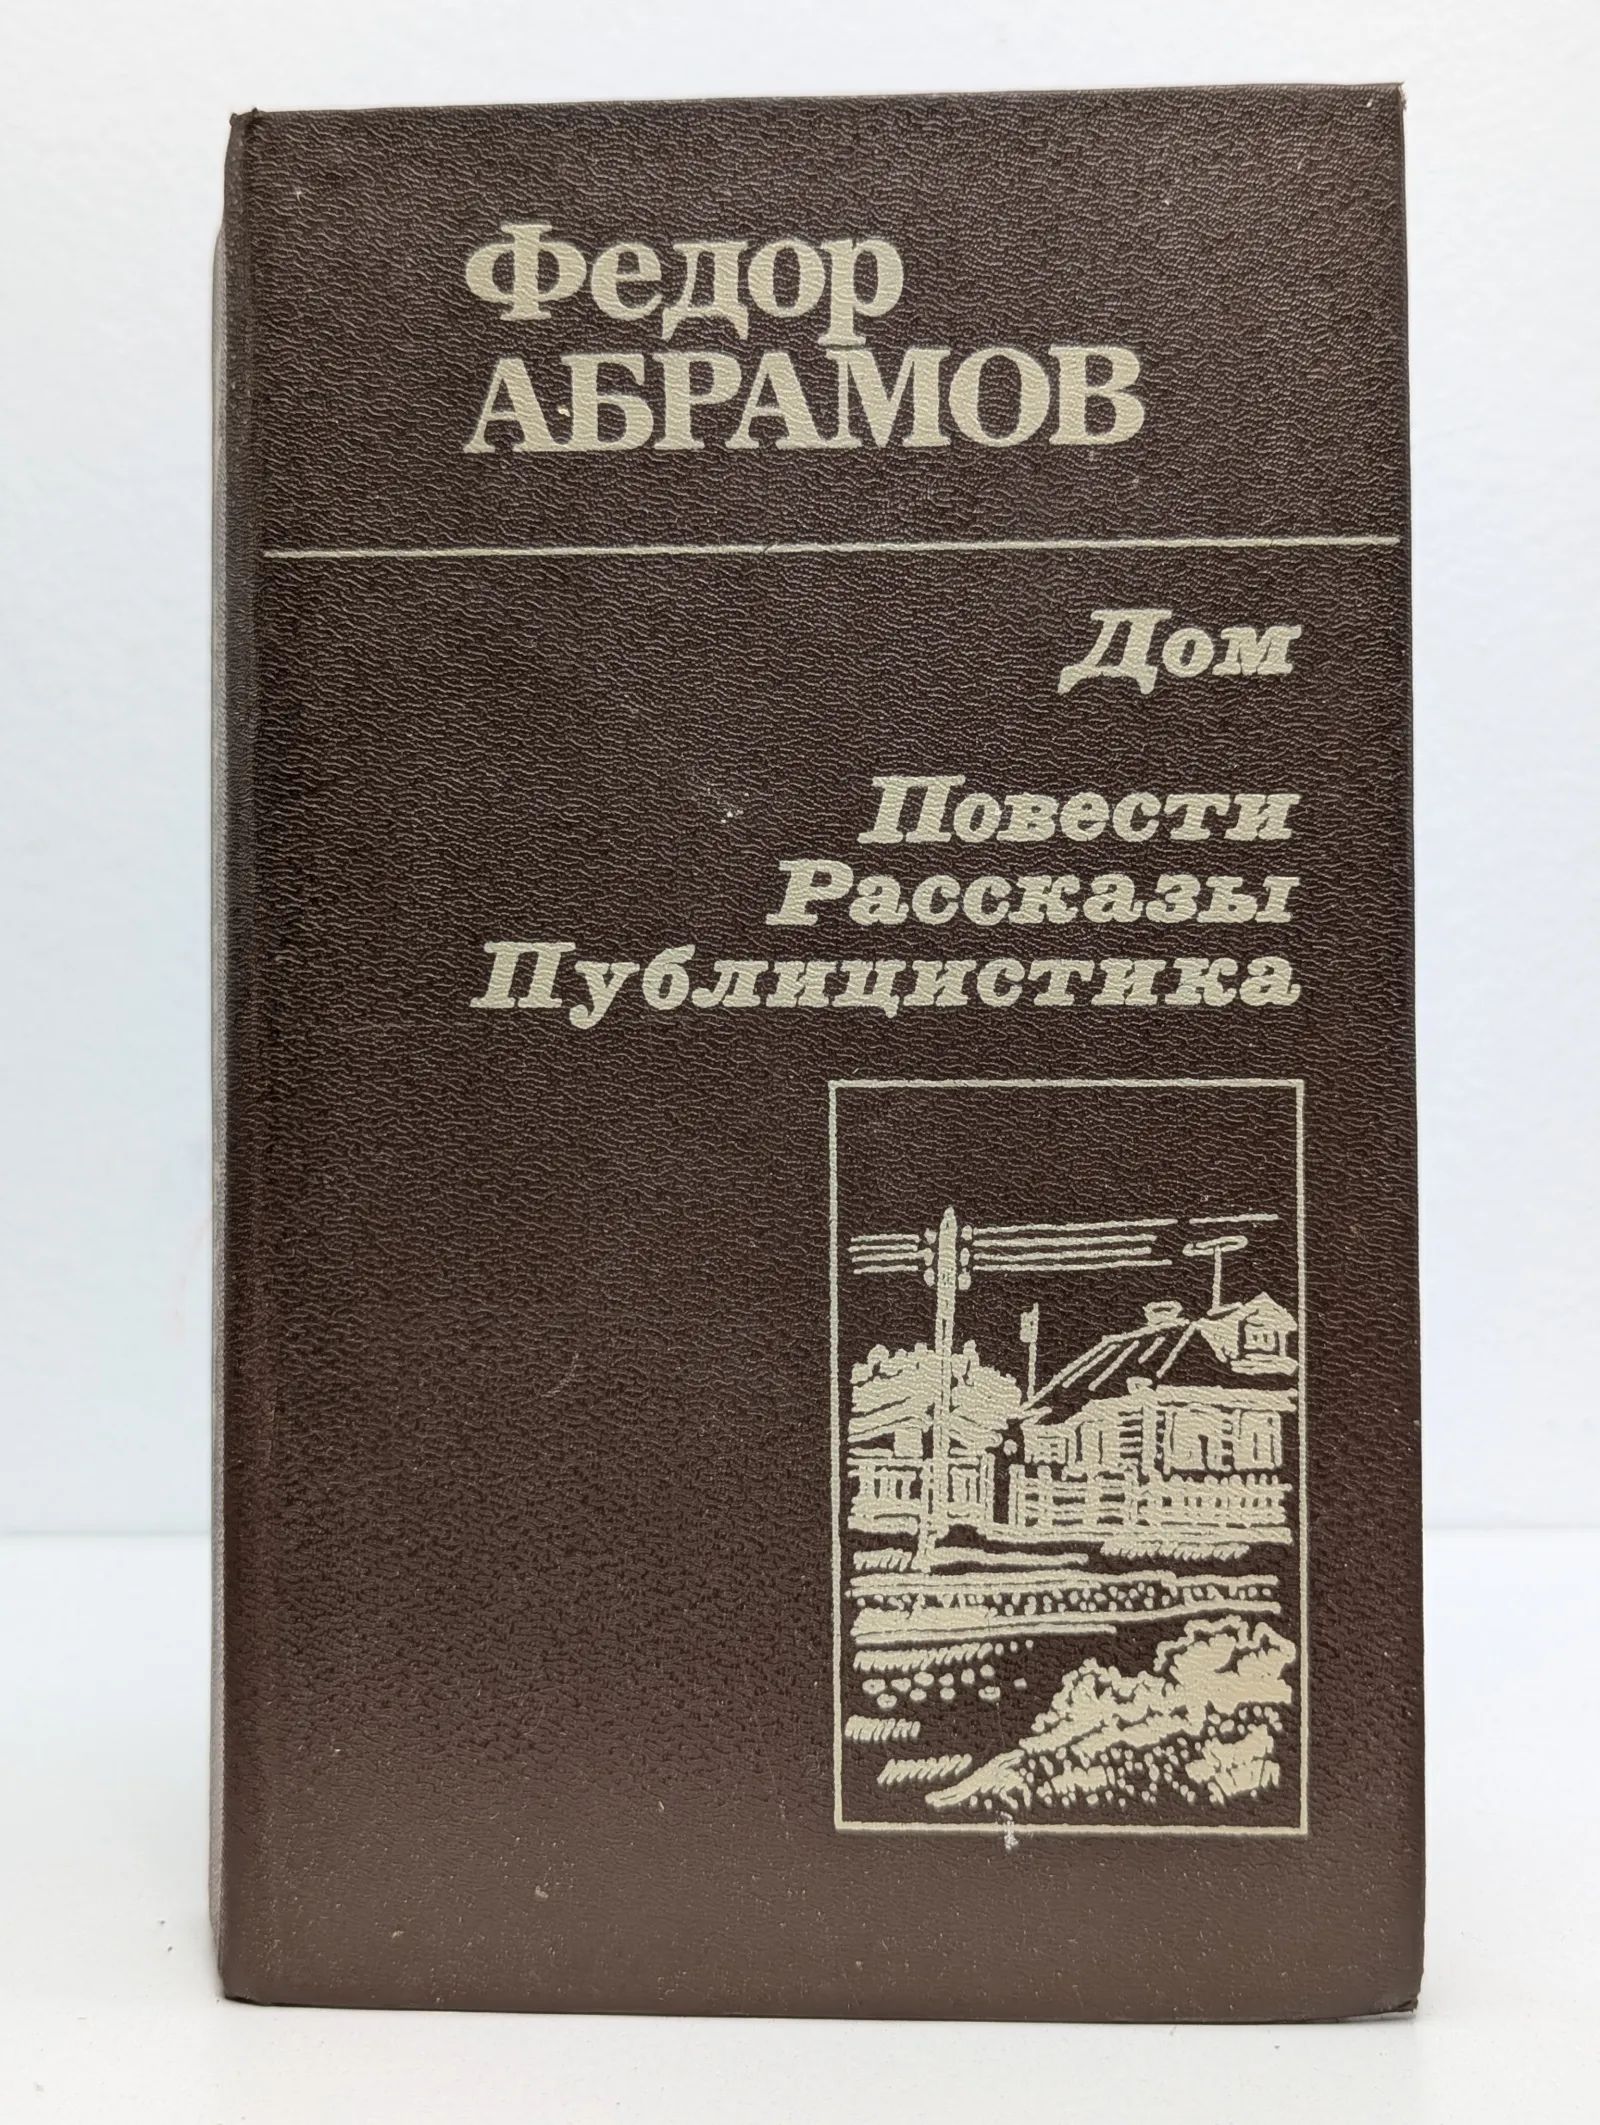 Федор
АБРАМОВ
Дом
Повести
Рассказы
Публицистика